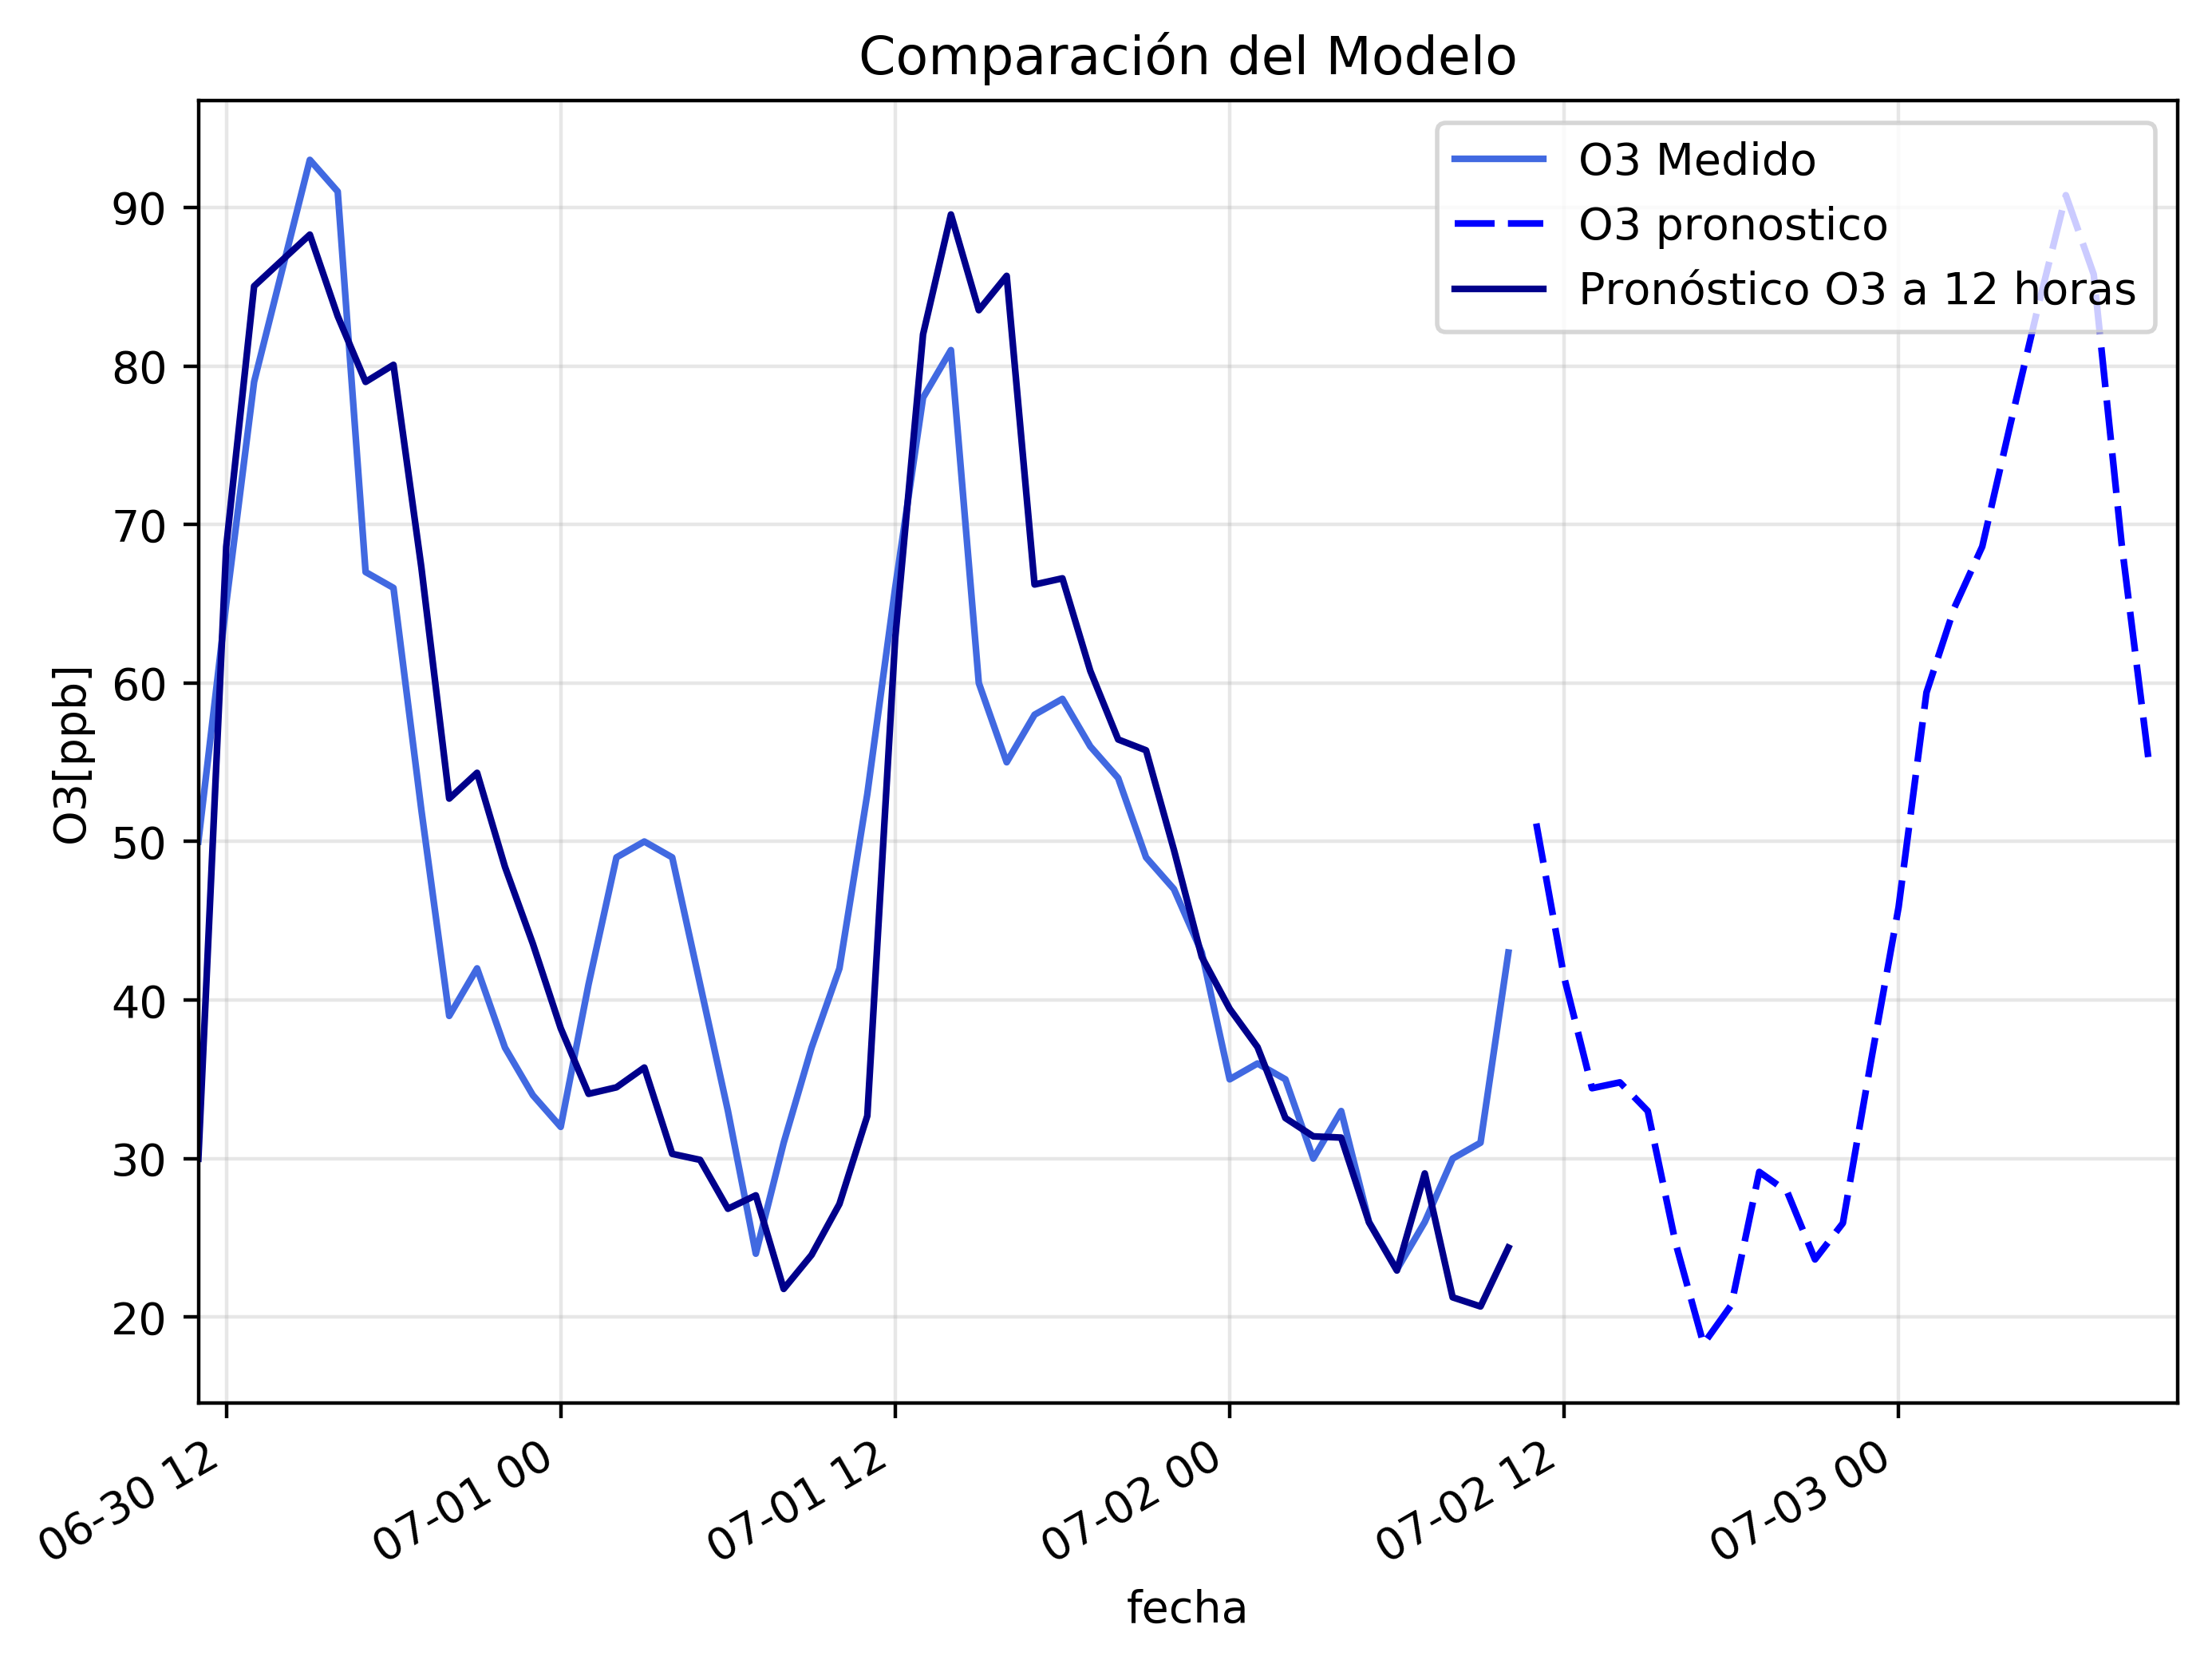 Comparación del Modelo
O3 Medido
O3 pronostico
Pronóstico O3 a 12 horas
90
80
70
60
50
40
30
20
O3[ppb]
06-30 12
07-01 00
07-01 12
07-02 00
07-02 12
07-03 00
fecha